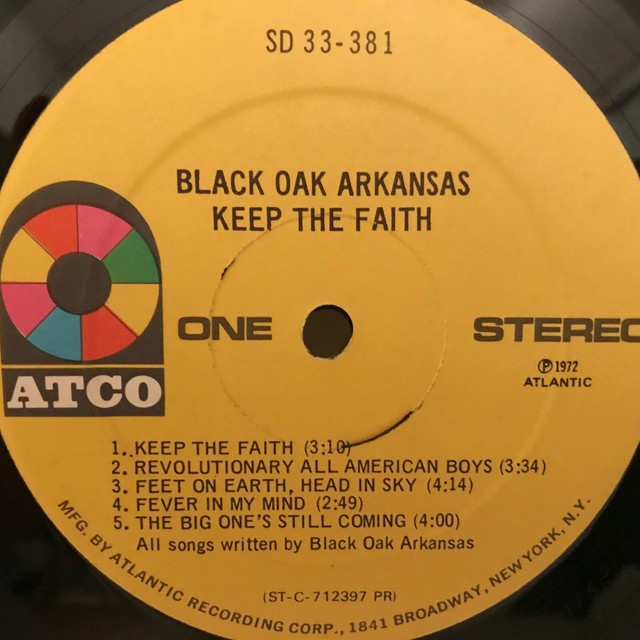 SD 33-381
BLACK OAK ARKANSAS
KEEP THE FAITH
ATCO
ONE
STEREO
Ⓟ 1972
ATLANTIC
1. KEEP THE FAITH (3:10)
2. REVOLUTIONARY ALL AMERICAN BOYS (3:34)
3. FEET ON EARTH, HEAD IN SKY (4:14)
4. FEVER IN MY MIND (2:49)
5. THE BIG ONE'S STILL COMING (4:00)
All songs written by Black Oak Arkansas
(ST-C-712397 PR)
MFG. BY ATLANTIC RECORDING CORP., 1841 BROADWAY, NEW YORK, N.Y.